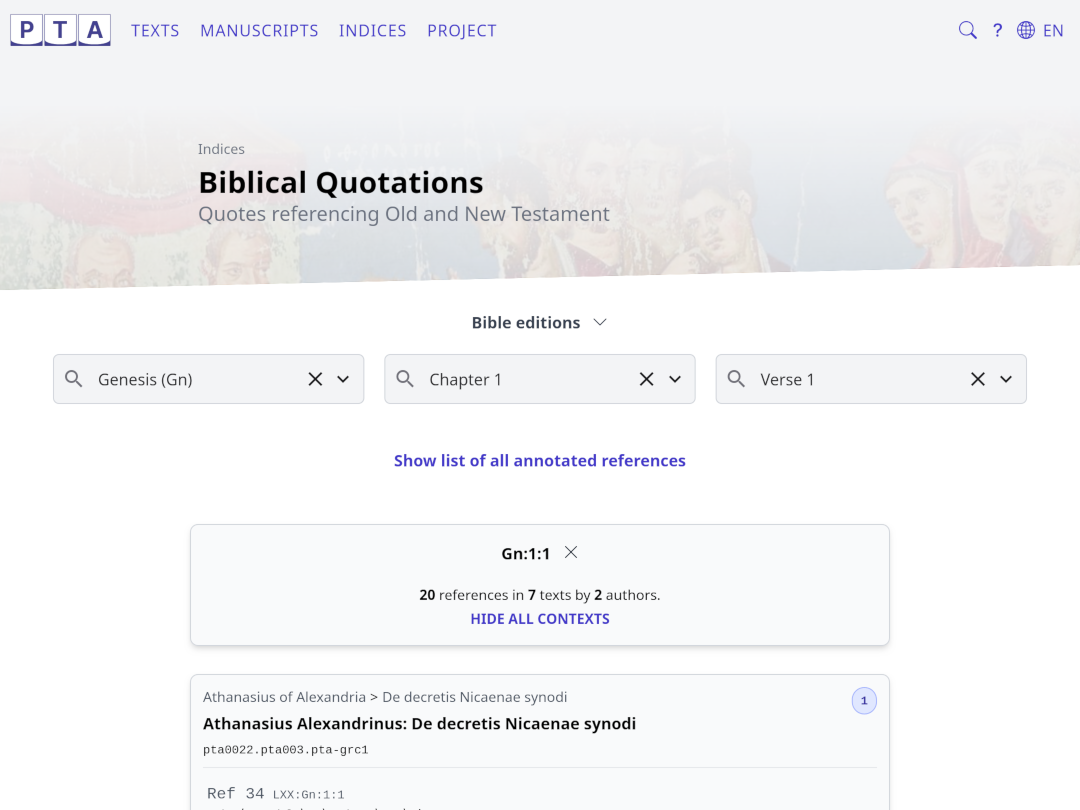 PTA TEXTS MANUSCRIPTS INDICES PROJECT ? EN
Indices
Biblical Quotations
Quotes referencing Old and New Testament
Bible editions
Genesis (Gn) Chapter 1 Verse 1
Show list of all annotated references
Gn:1:1
20 references in 7 texts by 2 authors.
HIDE ALL CONTEXTS
Athanasius of Alexandria > De decretis Nicaenae synodi 1
Athanasius Alexandrinus: De decretis Nicaenae synodi
pta0022.pta003.pta-grc1
Ref 34 LXX:Gn:1:1